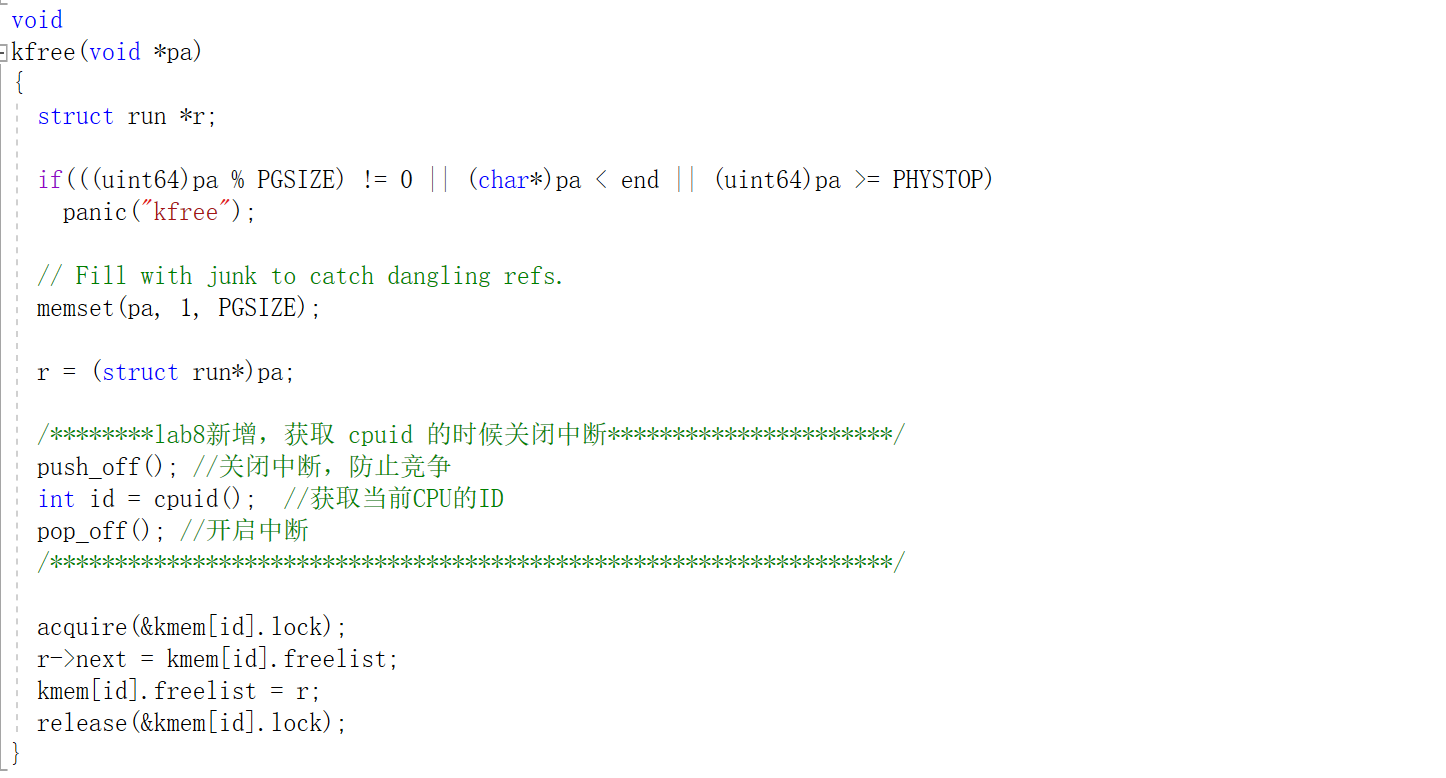 void
kfree(void *pa)
{
  struct run *r;

  if(((uint64)pa % PGSIZE) != 0 || (char*)pa < end || (uint64)pa >= PHYSTOP)
    panic("kfree");

  // Fill with junk to catch dangling refs.
  memset(pa, 1, PGSIZE);

  r = (struct run*)pa;

  /********lab8新增，获取 cpuid 的时候关闭中断**********************/
  push_off(); //关闭中断，防止竞争
  int id = cpuid();  //获取当前CPU的ID
  pop_off(); //开启中断
  /*****************************************************************/

  acquire(&kmem[id].lock);
  r->next = kmem[id].freelist;
  kmem[id].freelist = r;
  release(&kmem[id].lock);
}